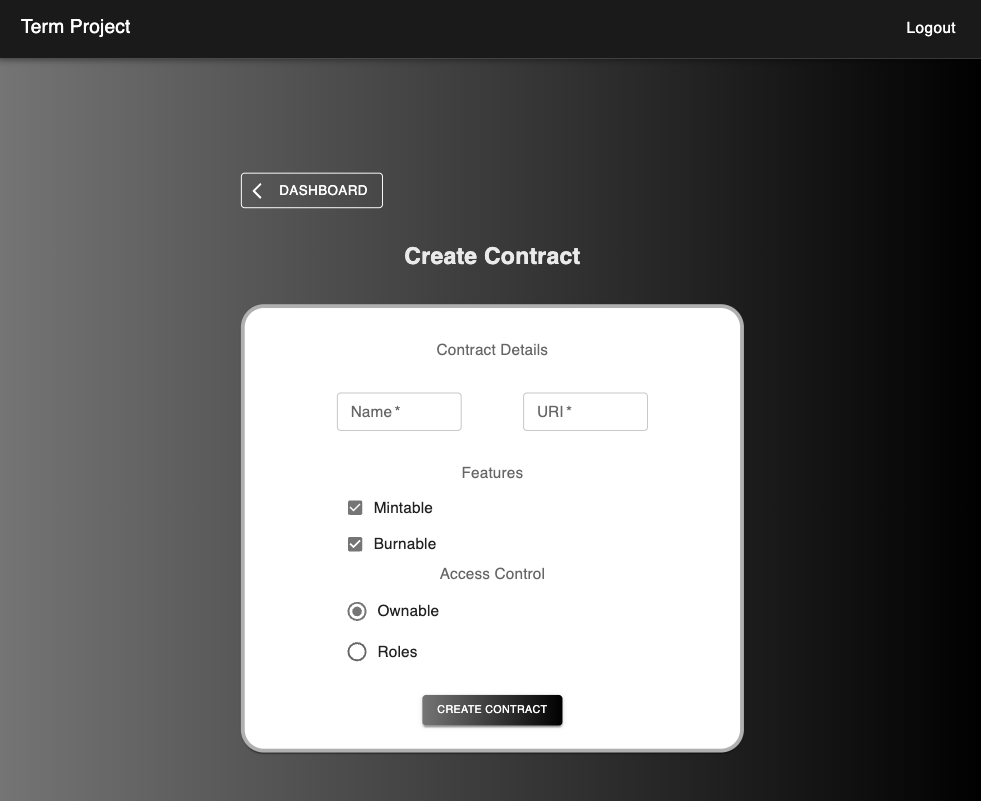 Term Project
Logout
DASHBOARD
Create Contract
Contract Details
Name *
URI *
Features
Mintable
Burnable
Access Control
Ownable
Roles
CREATE CONTRACT